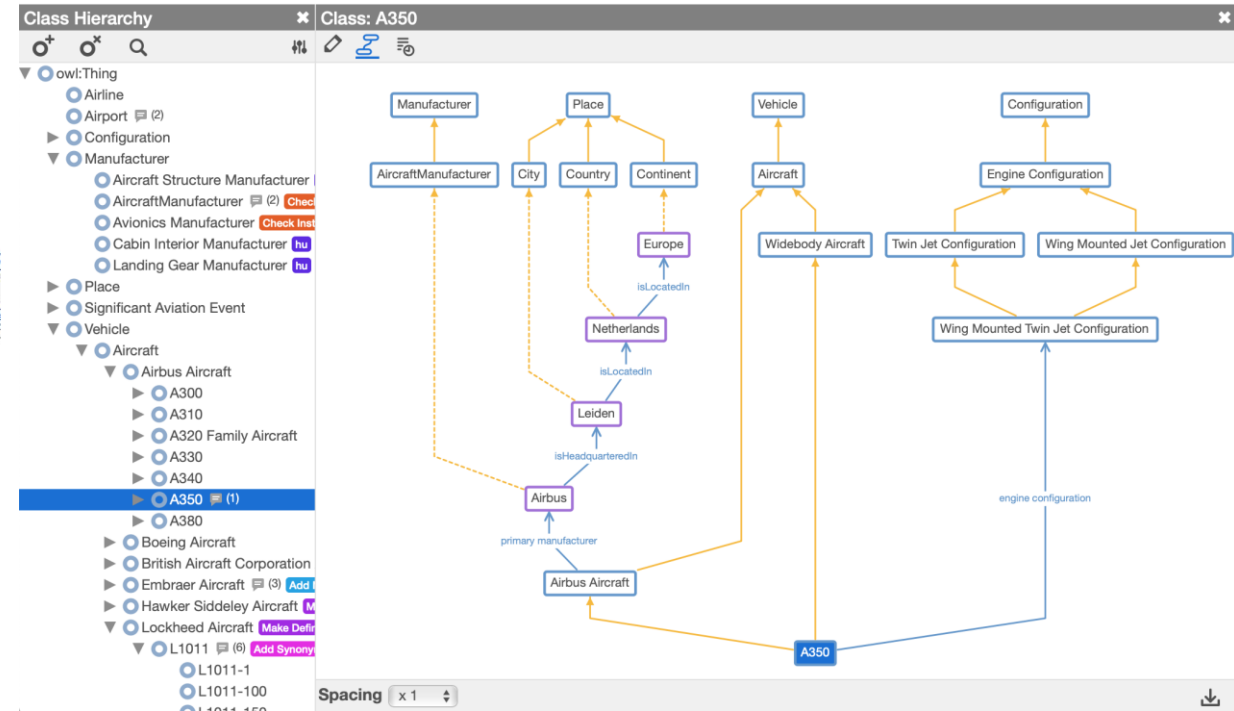 Class Hierarchy
owl:Thing
Airline
Airport (2)
Configuration
Manufacturer
Aircraft Structure Manufacturer
AircraftManufacturer (2) Chec
Avionics Manufacturer Check Inst
Cabin Interior Manufacturer hu
Landing Gear Manufacturer hu
Place
Significant Aviation Event
Vehicle
Aircraft
Airbus Aircraft
A300
A310
A320 Family Aircraft
A330
A340
A350 (1)
A380
Boeing Aircraft
British Aircraft Corporation
Embraer Aircraft (3) Add
Hawker Siddeley Aircraft M
Lockheed Aircraft Make Defin
L1011 (6) Add Synony
L1011-1
L1011-100
Class: A350
Manufacturer Place Vehicle Configuration
AircraftManufacturer City Country Continent Aircraft Engine Configuration
Europe Widebody Aircraft Twin Jet Configuration Wing Mounted Jet Configuration
isLocatedIn
Netherlands Wing Mounted Twin Jet Configuration
isLocatedIn
Leiden
isHeadquarteredIn
Airbus engine configuration
primary manufacturer
Airbus Aircraft
A350
Spacing x 1